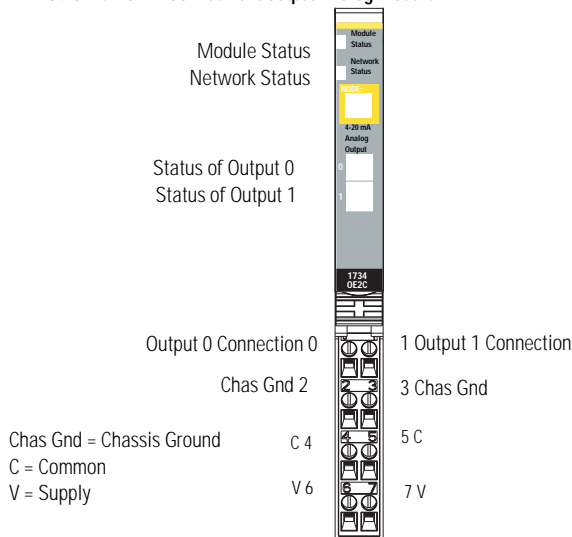 Module Status
Network Status
Module
Status
Network
Status
NODE:
4-20 mA
Analog
Output
Status of Output 0
Status of Output 1
0
1
1734
OE2C
Output 0 Connection 0
1 Output 1 Connection
Chas Gnd 2
2 3
3 Chas Gnd
Chas Gnd = Chassis Ground
C = Common
V = Supply
C 4
4 5
5 C
V 6
6 7
7 V